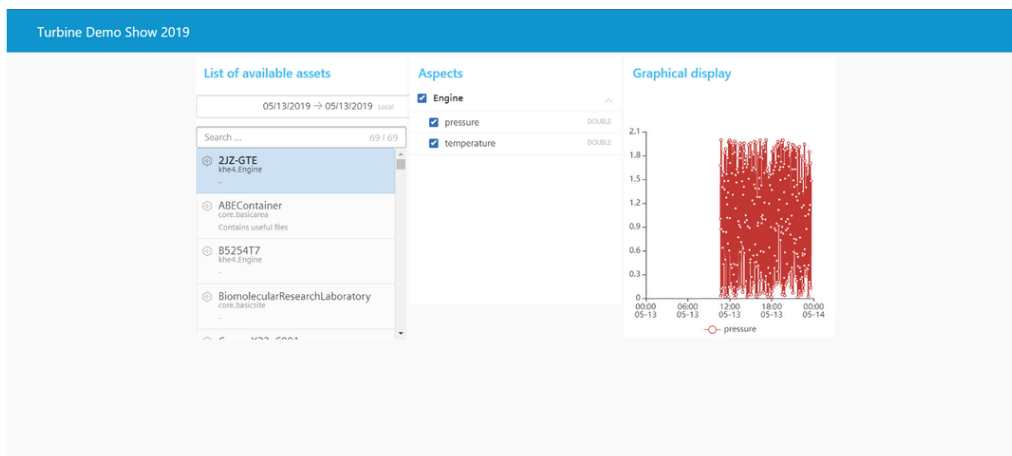 Turbine Demo Show 2019
List of available assets
05/13/2019 → 05/13/2019 Local
Search ... 69 / 69
2JZ-GTE
khe4.Engine
-
ABEContainer
core.basicarea
Contains useful files
B5254T7
khe4.Engine
-
BiomolecularResearchLaboratory
core.basicsite
-
Aspects
Engine
pressure DOUBLE
temperature DOUBLE
Graphical display
2.1
1.8
1.5
1.2
0.9
0.6
0.3
0
00:00 06:00 12:00 18:00 00:00
05-13 05-13 05-13 05-13 05-14
pressure